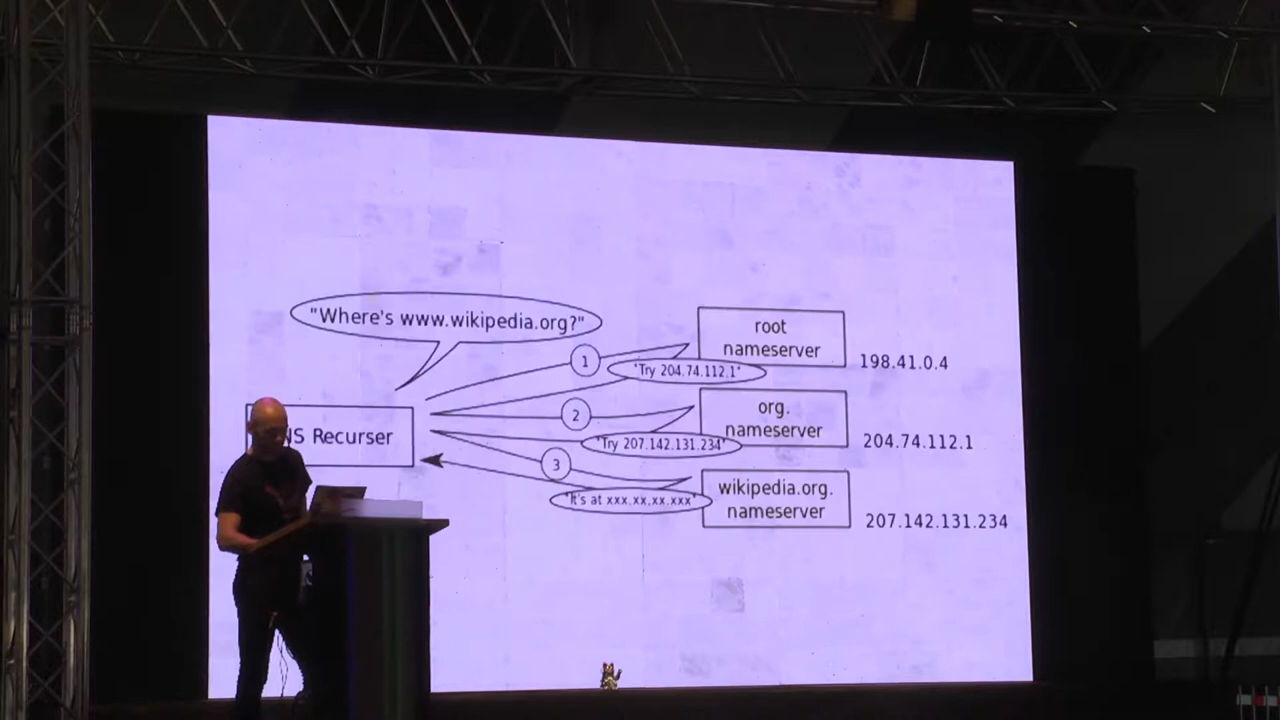 "Where's www.wikipedia.org?"
1
root
nameserver
198.41.0.4
"Try 204.74.112.1"
2
org.
nameserver
204.74.112.1
NS Recurser
"Try 207.142.131.234"
3
wikipedia.org.
nameserver
207.142.131.234
"It's at xxx.xx.xx.xxx"